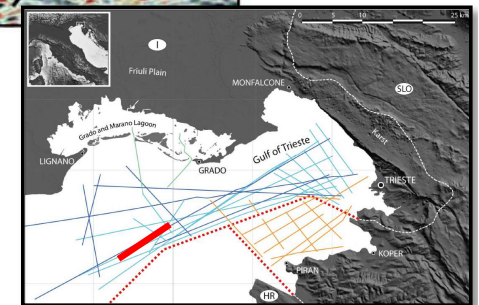 0 5 10 25 km
I
Friuli Plain
MONFALCONE
SLO
Karst
Grado and Marano Lagoon
LIGNANO
GRADO
Gulf of Trieste
TRIESTE
KOPER
PIRAN
HR